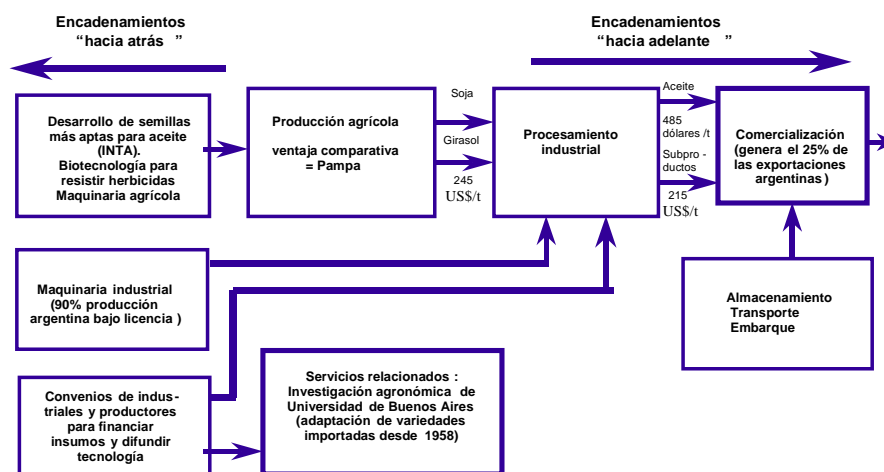 Encadenamientos
“hacia atrás ”
Encadenamientos
“hacia adelante ”
Desarrollo de semillas
más aptas para aceite
(INTA).
Biotecnología para
resistir herbicidas
Maquinaria agrícola
Producción agrícola
ventaja comparativa
= Pampa
Soja
Girasol
245
US$/t
Procesamiento
industrial
Aceite
485
dólares /t
Subpro -
ductos
215
US$/t
Comercialización
(genera el 25% de
las exportaciones
argentinas )
Maquinaria industrial
(90% producción
argentina bajo licencia )
Almacenamiento
Transporte
Embarque
Convenios de indus-
triales y productores
para financiar
insumos y difundir
tecnología
Servicios relacionados :
Investigación agronómica de
Universidad de Buenos Aires
(adaptación de variedades
importadas desde 1958)